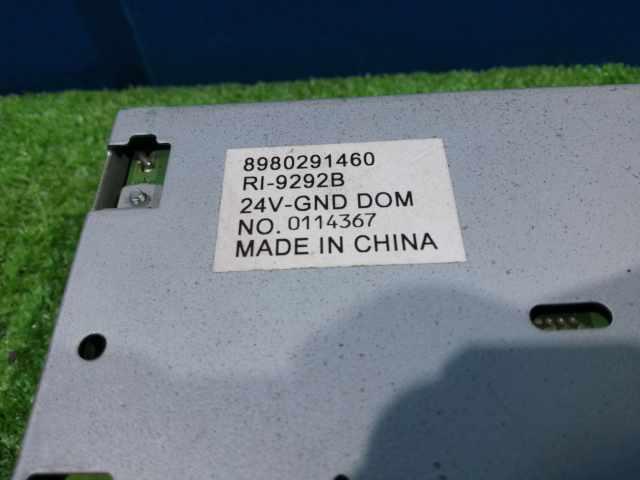 8980291460
RI-9292B
24V-GND DOM
NO. 0114367
MADE IN CHINA